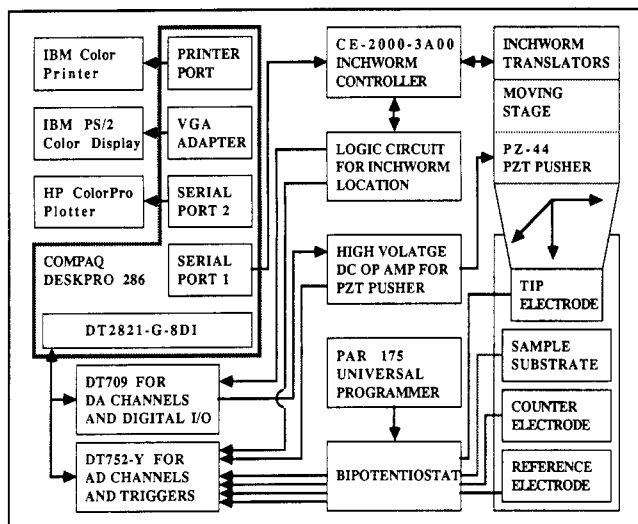 IBM Color
Printer
PRINTER
PORT
CE-2000-3A00
INCHWORM
CONTROLLER
INCHWORM
TRANSLATORS
MOVING
STAGE
IBM PS/2
Color Display
VGA
ADAPTER
LOGIC CIRCUIT
FOR INCHWORM
LOCATION
PZ-44
PZT PUSHER
HP ColorPro
Plotter
SERIAL
PORT 2
COMPAQ
DESKPRO 286
SERIAL
PORT 1
HIGH VOLATGE
DC OP AMP FOR
PZT PUSHER
TIP
ELECTRODE
DT2821-G-8DI
SAMPLE
SUBSTRATE
DT709 FOR
DA CHANNELS
AND DIGITAL I/O
PAR 175
UNIVERSAL
PROGRAMMER
COUNTER
ELECTRODE
DT752-Y FOR
AD CHANNELS
AND TRIGGERS
BIPOTENTIOSTAT
REFERENCE
ELECTRODE